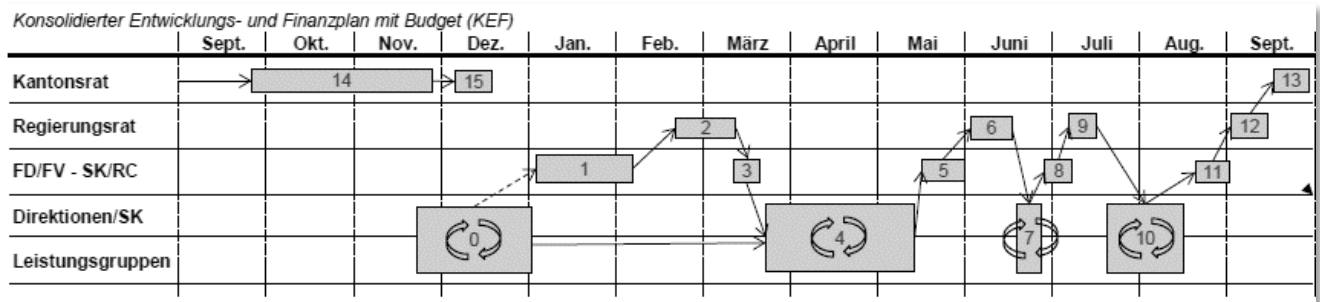 Konsolidierter Entwicklungs- und Finanzplan mit Budget (KEF)
Sept. Okt. Nov. Dez. Jan. Feb. März April Mai Juni Juli Aug. Sept.
Kantonsrat 14 15 13
Regierungsrat 2 6 9 12
FD/FV - SK/RC 1 3 5 8 11
Direktionen/SK
0 4 7 10
Leistungsgruppen